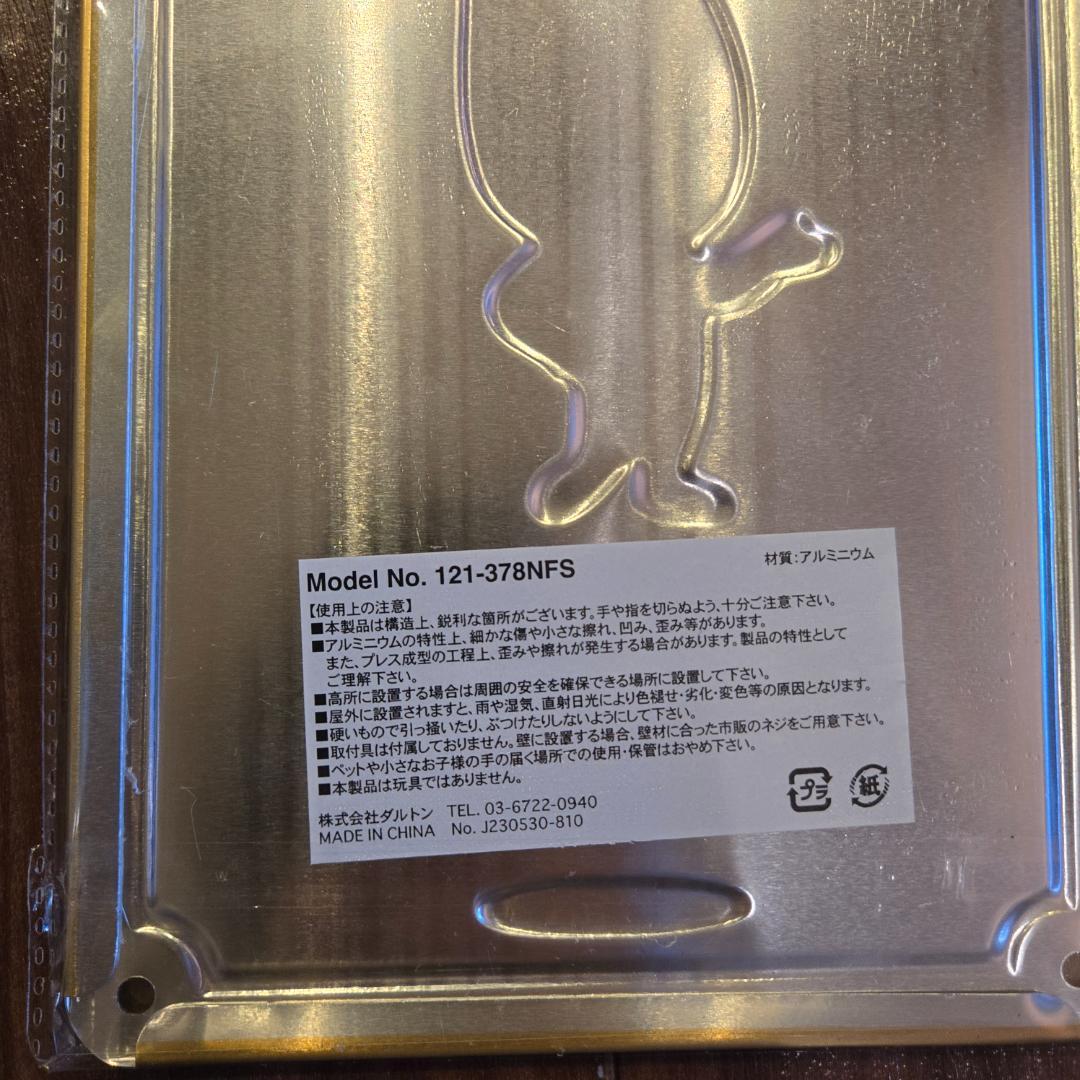 Model No. 121-378NFS
材質:アルミニウム
【使用上の注意】
■本製品は構造上、鋭利な箇所がございます。手や指を切らぬよう、十分ご注意下さい。
■アルミニウムの特性上、細かな傷や小さな擦れ、凹み、歪み等があります。
また、プレス成型の工程上、歪みや擦れが発生する場合があります。製品の特性として
ご理解下さい。
■高所に設置する場合は周囲の安全を確保できる場所に設置して下さい。
■屋外に設置されますと、雨や湿気、直射日光により色褪せ・劣化・変色等の原因となります。
■硬いもので引っ掻いたり、ぶつけたりしないようにして下さい。
■取付具は付属しておりません。壁に設置する場合、壁材に合った市販のネジをご用意下さい。
■ペットや小さなお子様の手の届く場所での使用・保管はおやめ下さい。
■本製品は玩具ではありません。
プラ
紙
株式会社ダルトン TEL. 03-6722-0940
MADE IN CHINA No. J230530-810